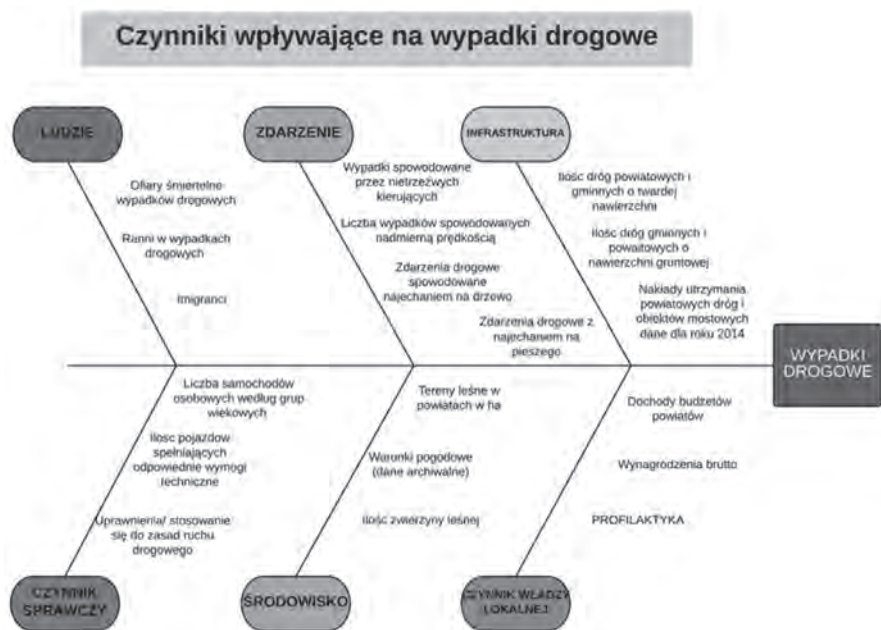 Czynniki wpływające na wypadki drogowe
LUDZIE
ZDARZENIE
INFRASTRUKTURA
Ofiary śmiertelne
wypadków drogowych
Ranni w wypadkach
drogowych
Imigranci
Wypadki spowodowane
przez nietrzeźwych
kierujących
Liczba wypadków spowodowanych
nadmierną prędkością
Zdarzenia drogowe
spowodowane
najechaniem na drzewo
Zdarzenia drogowe z
najechaniem na
pieszego
Ilość dróg powiatowych i
gminnych o twardej
nawierzchni
Ilość dróg gminnych i
powaitowych o
nawierzchni gruntowej
Nakłady utrzymania
powiatowych dróg i
obiektów mostowych
dane dla roku 2014
WYPADKI
DROGOWE
Liczba samochodów
osobowych według grup
wiekowych
Ilość pojazdów
spełniających
odpowiednie wymogi
techniczne
Uprawnienia/ stosowanie
się do zasad ruchu
drogowego
Tereny leśne w
powiatach w ha
Warunki pogodowe
(dane archiwalne)
Ilość zwierzyny leśnej
Dochody budżetów
powiatów
Wynagrodzenia brutto
PROFILAKTYKA
CZYNNIK
SPRAWCZY
ŚRODOWISKO
CZYNNIK WŁADZY
LOKALNEJ